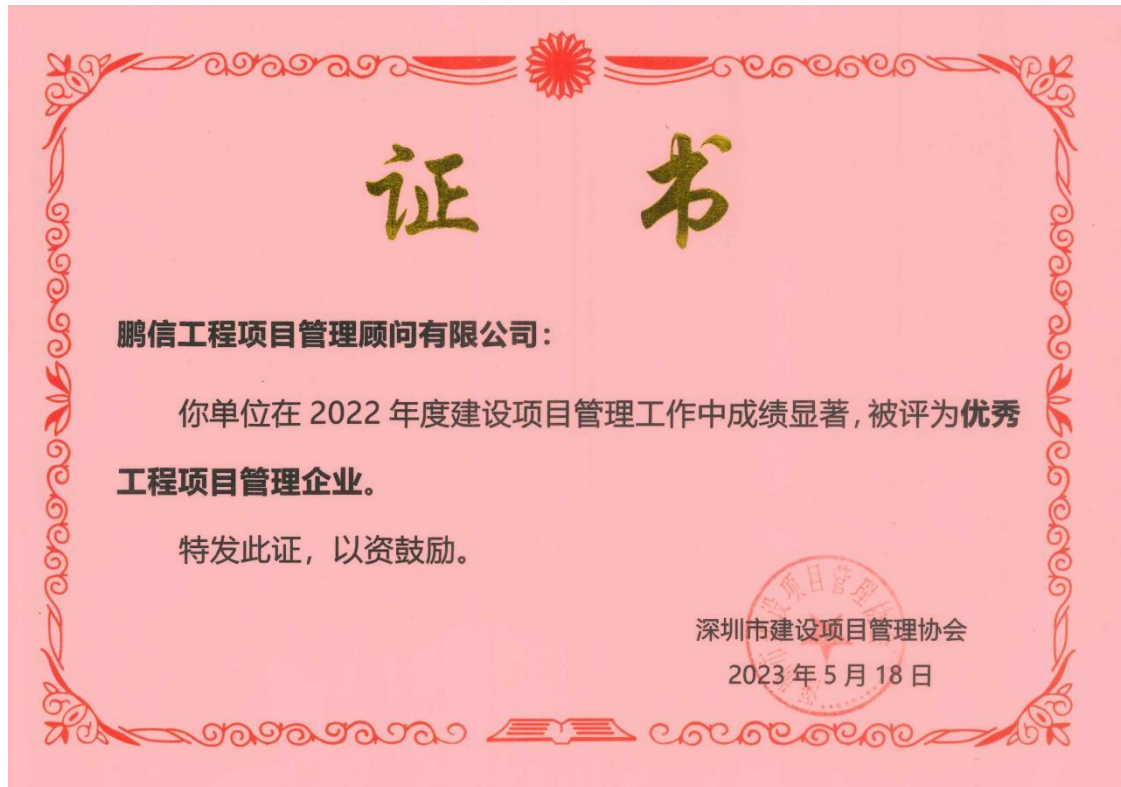 证书
鹏信工程项目管理顾问有限公司：
你单位在 2022 年度建设项目管理工作中成绩显著，被评为优秀
工程项目管理企业。
特发此证，以资鼓励。
深圳市建设项目管理协会
2023 年 5 月 18 日